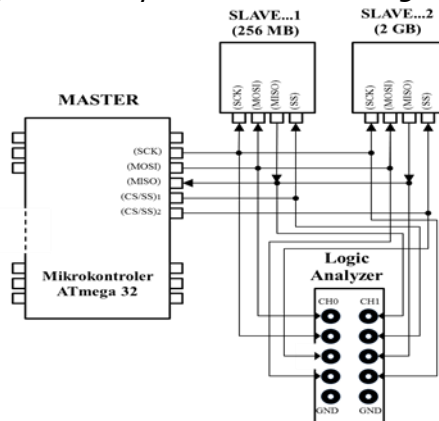 SLAVE...1
(256 MB)
SLAVE...2
(2 GB)
(SCK)
(MOSI)
(MISO)
(SS)
(SCK)
(MOSI)
(MISO)
(SS)
MASTER
(SCK)
(MOSI)
(MISO)
(CS/SS)1
(CS/SS)2
Mikrokontroler
ATmega 32
Logic
Analyzer
CH0 CH1
GND GND